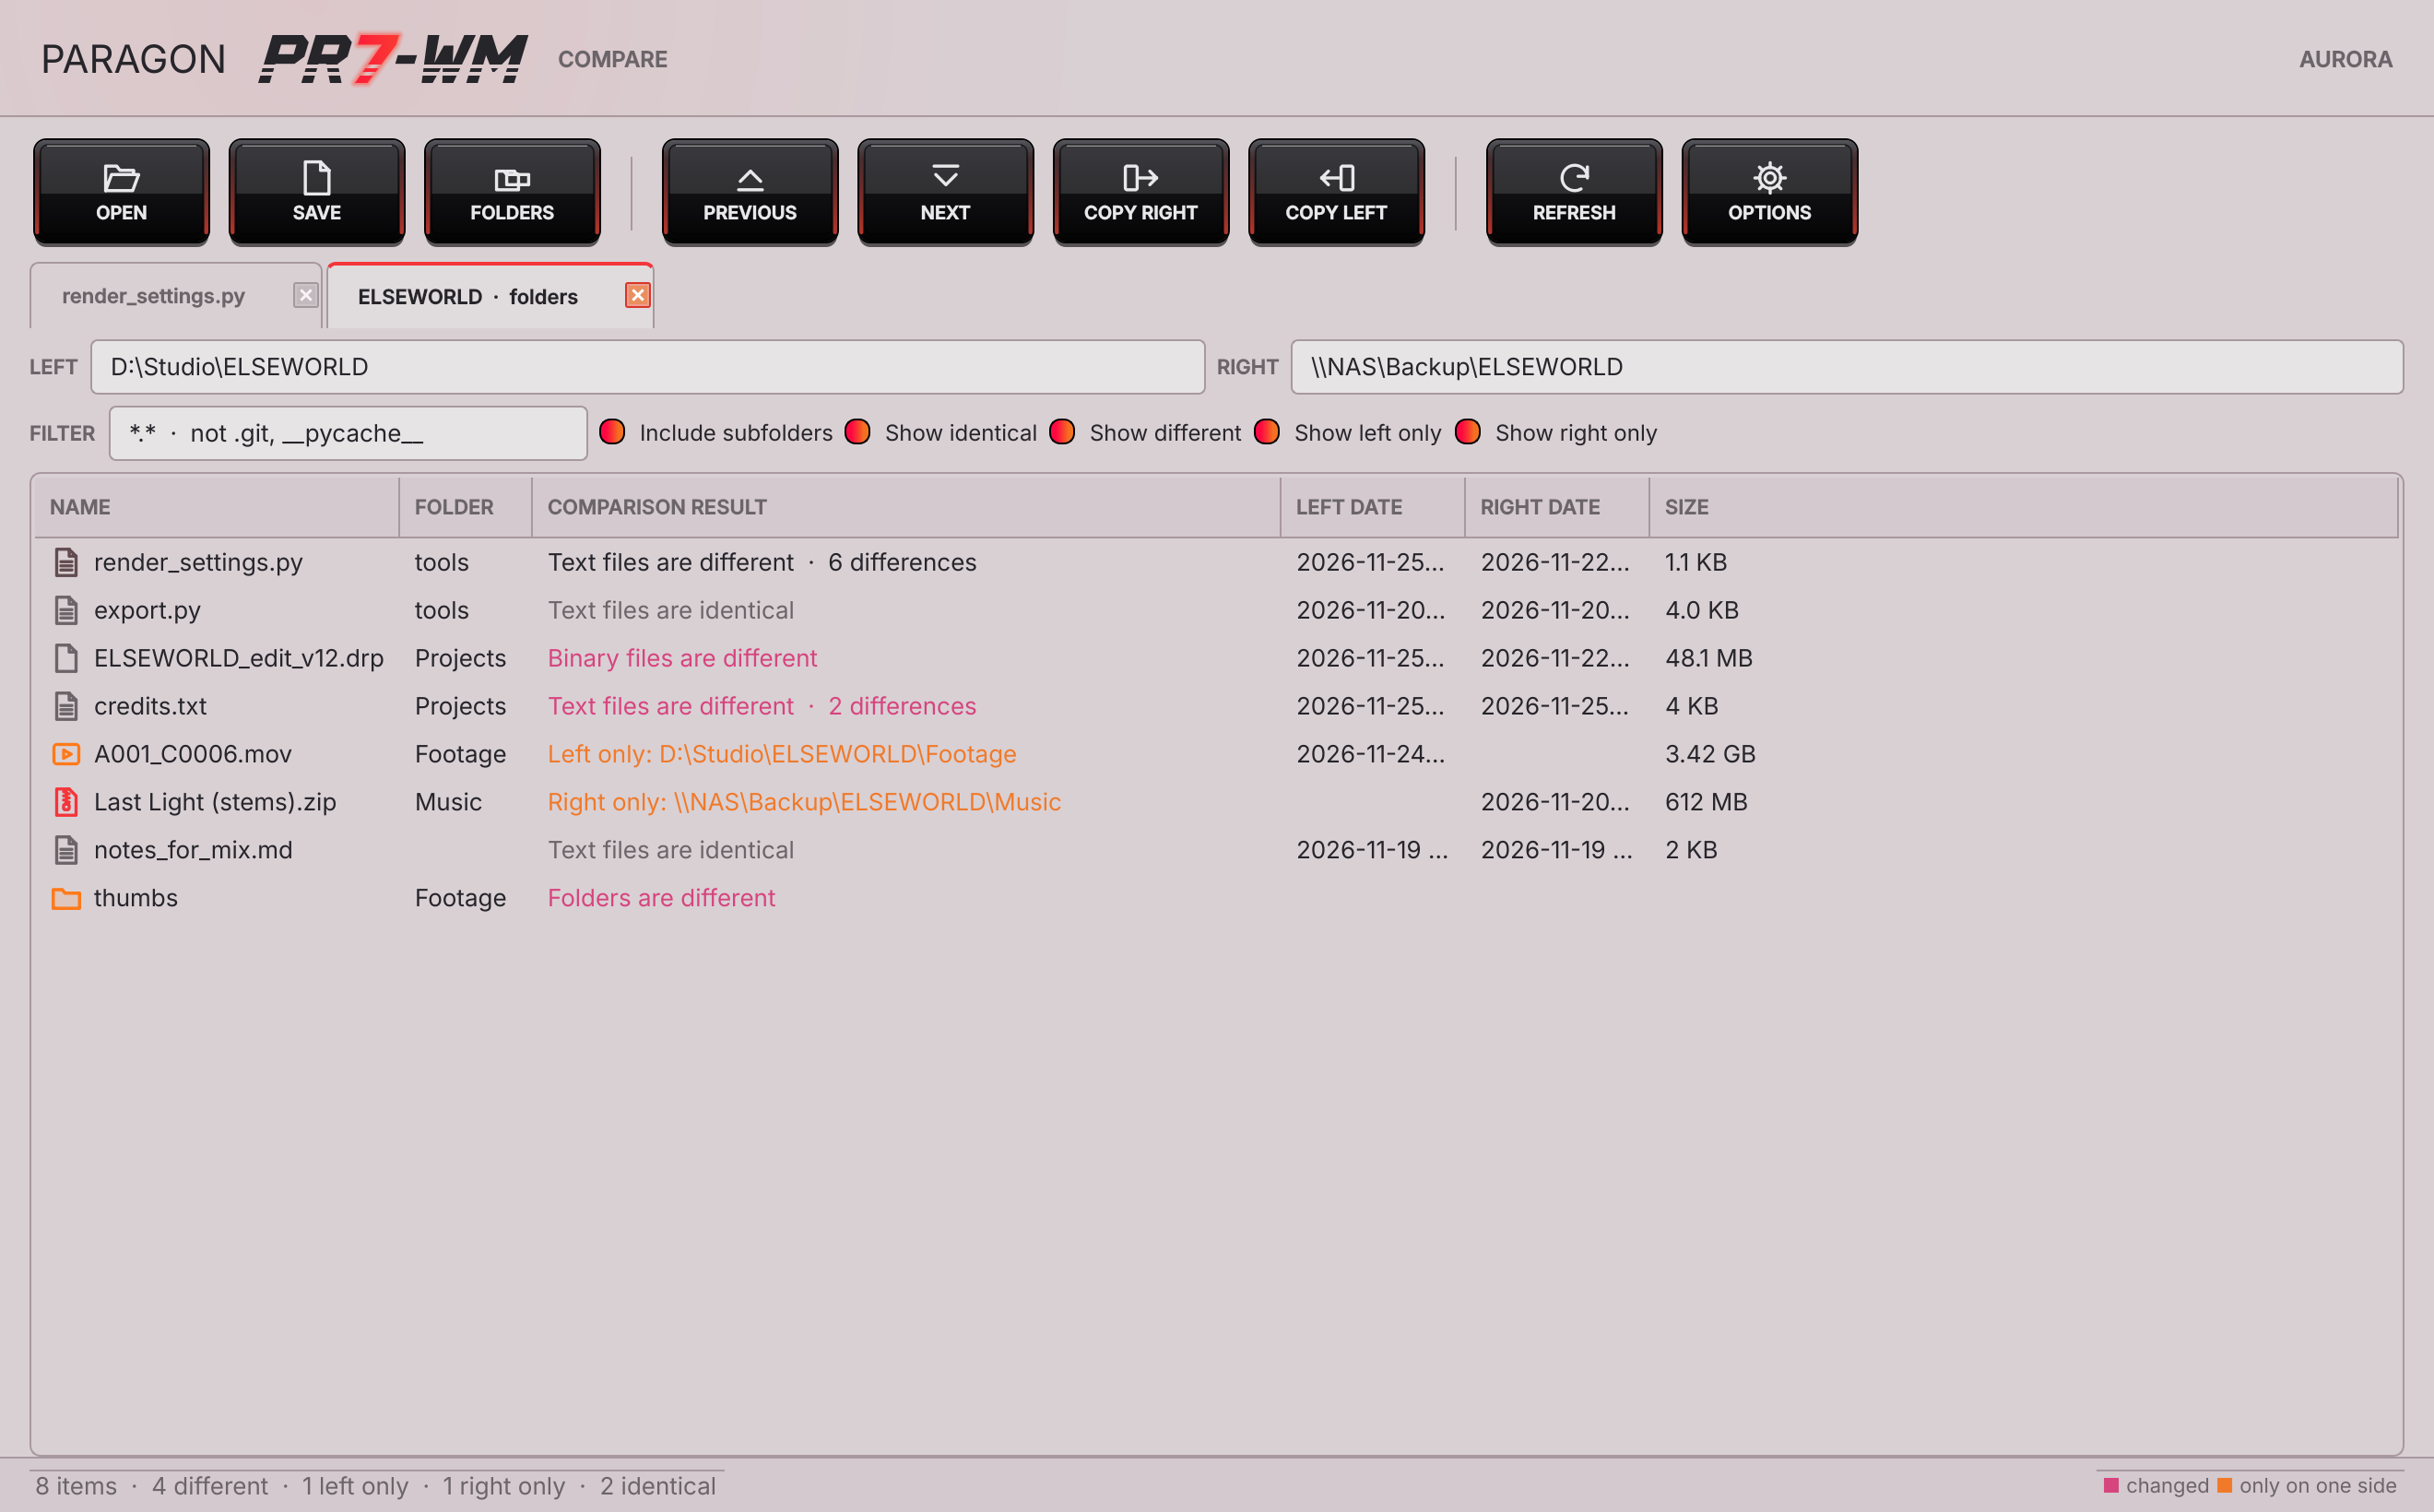 PARAGON PR7-WM COMPARE AURORA
OPEN SAVE FOLDERS PREVIOUS NEXT COPY RIGHT COPY LEFT REFRESH OPTIONS
render_settings.py ELSEWORLD · folders
LEFT D:\Studio\ELSEWORLD RIGHT \\NAS\Backup\ELSEWORLD
FILTER *.* · not .git, __pycache__ Include subfolders Show identical Show different Show left only Show right only
NAME FOLDER COMPARISON RESULT LEFT DATE RIGHT DATE SIZE
render_settings.py tools Text files are different · 6 differences 2026-11-25... 2026-11-22... 1.1 KB
export.py tools Text files are identical 2026-11-20... 2026-11-20... 4.0 KB
ELSEWORLD_edit_v12.drp Projects Binary files are different 2026-11-25... 2026-11-22... 48.1 MB
credits.txt Projects Text files are different · 2 differences 2026-11-25... 2026-11-25... 4 KB
A001_C0006.mov Footage Left only: D:\Studio\ELSEWORLD\Footage 2026-11-24... 3.42 GB
Last Light (stems).zip Music Right only: \\NAS\Backup\ELSEWORLD\Music 2026-11-20... 612 MB
notes_for_mix.md Text files are identical 2026-11-19 ... 2026-11-19 ... 2 KB
thumbs Footage Folders are different
8 items · 4 different · 1 left only · 1 right only · 2 identical changed only on one side